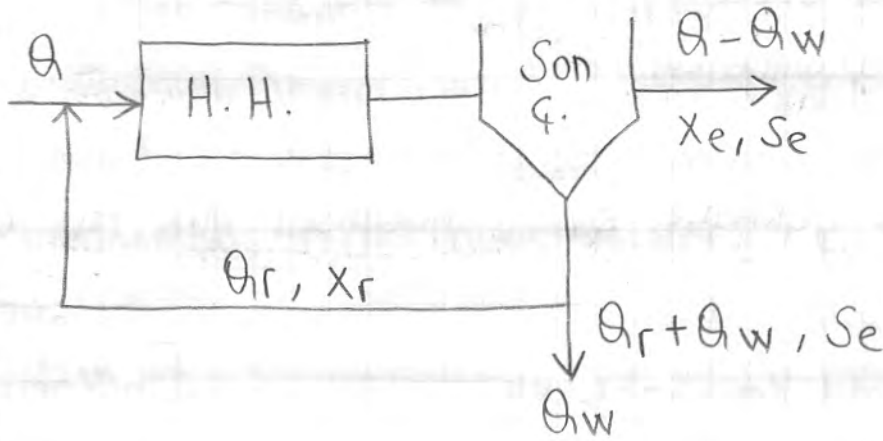 Q
H.H.
Son
Ç.
Q-Qw
Xe, Se
Qr, Xr
Qr+Qw, Se
Qw